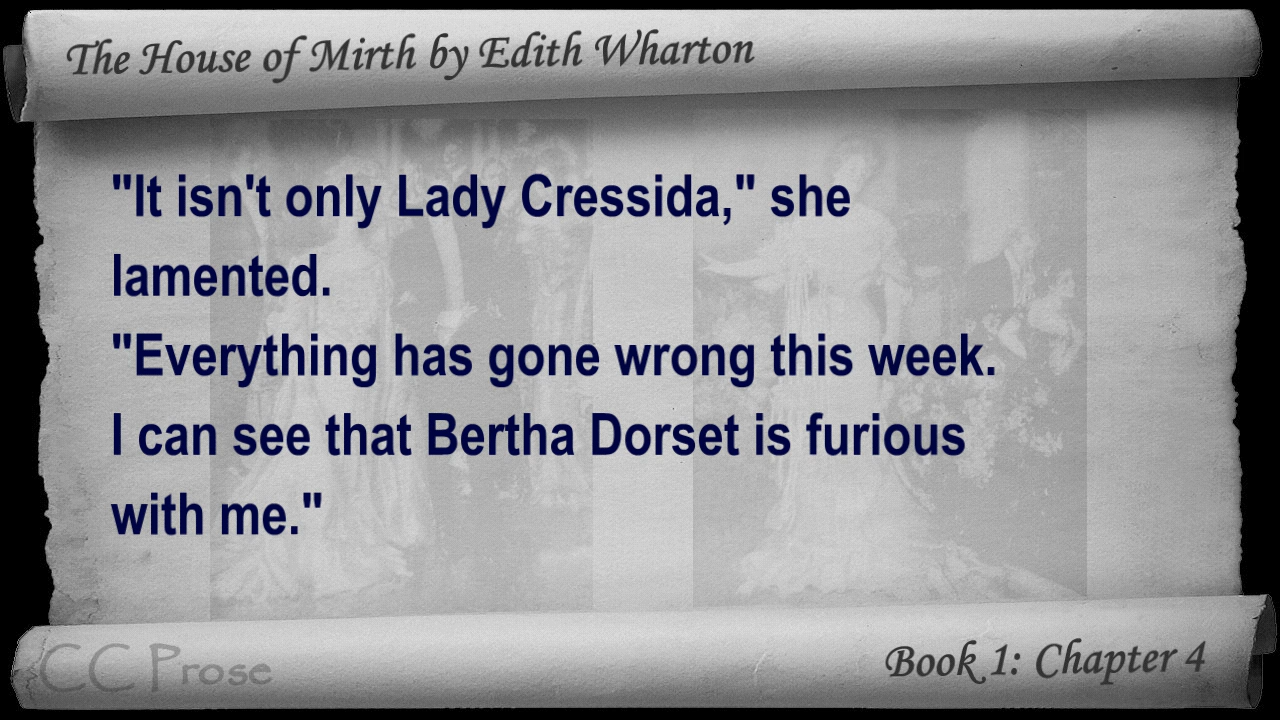 The House of Mirth by Edith Wharton
"It isn't only Lady Cressida," she
lamented.
"Everything has gone wrong this week.
I can see that Bertha Dorset is furious
with me."
CC Prose
Book 1: Chapter 4